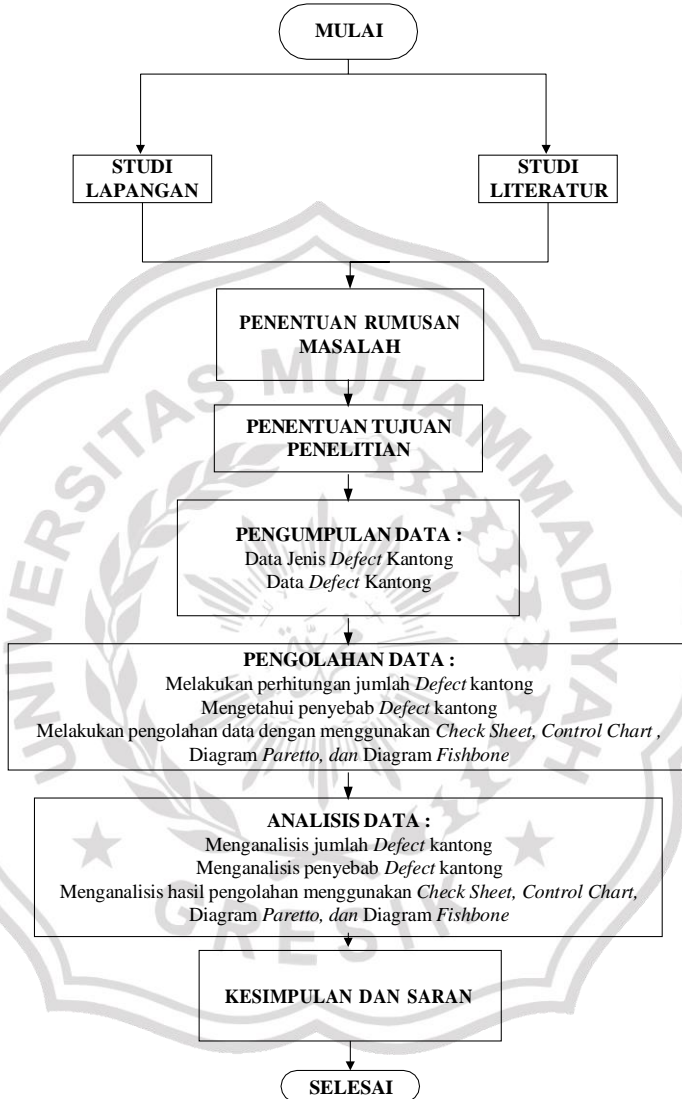 MULAI
STUDI
LAPANGAN
STUDI
LITERATUR
PENENTUAN RUMUSAN
MASALAH
PENENTUAN TUJUAN
PENELITIAN
PENGUMPULAN DATA :
Data Jenis Defect Kantong
Data Defect Kantong
PENGOLAHAN DATA :
Melakukan perhitungan jumlah Defect kantong
Mengetahui penyebab Defect kantong
Melakukan pengolahan data dengan menggunakan Check Sheet, Control Chart ,
Diagram Paretto, dan Diagram Fishbone
ANALISIS DATA :
Menganalisis jumlah Defect kantong
Menganalisis penyebab Defect kantong
Menganalisis hasil pengolahan menggunakan Check Sheet, Control Chart,
Diagram Paretto, dan Diagram Fishbone
KESIMPULAN DAN SARAN
SELESAI
UNIVERSITAS MUHAMMADIYAH
GRESIK